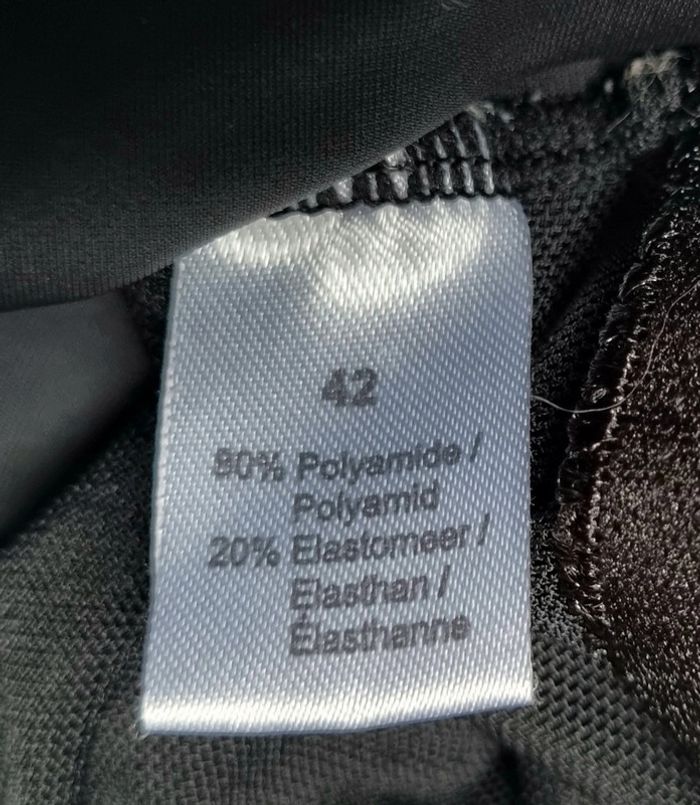 42
80% Polyamide /
Polyamid
20% Elastomeer /
Elasthan /
Élasthanne